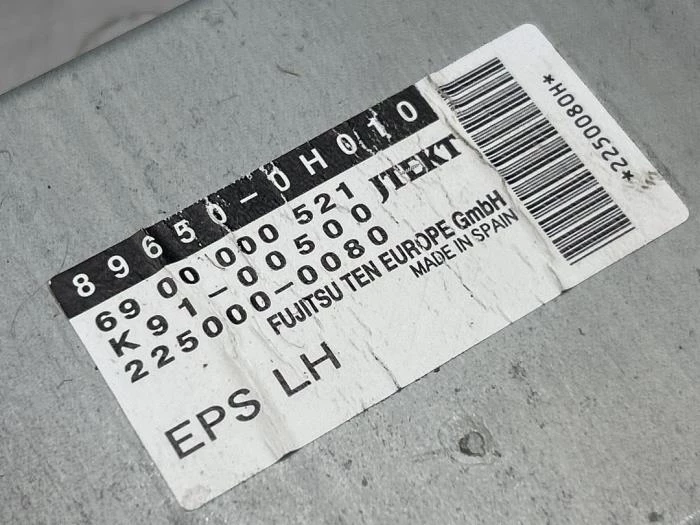 89650-0H010
69 00 000 521
JTEKT
K91-00500
225000-0080
FUJITSU TEN EUROPE GmbH
MADE IN SPAIN
EPS LH
*2250080H*